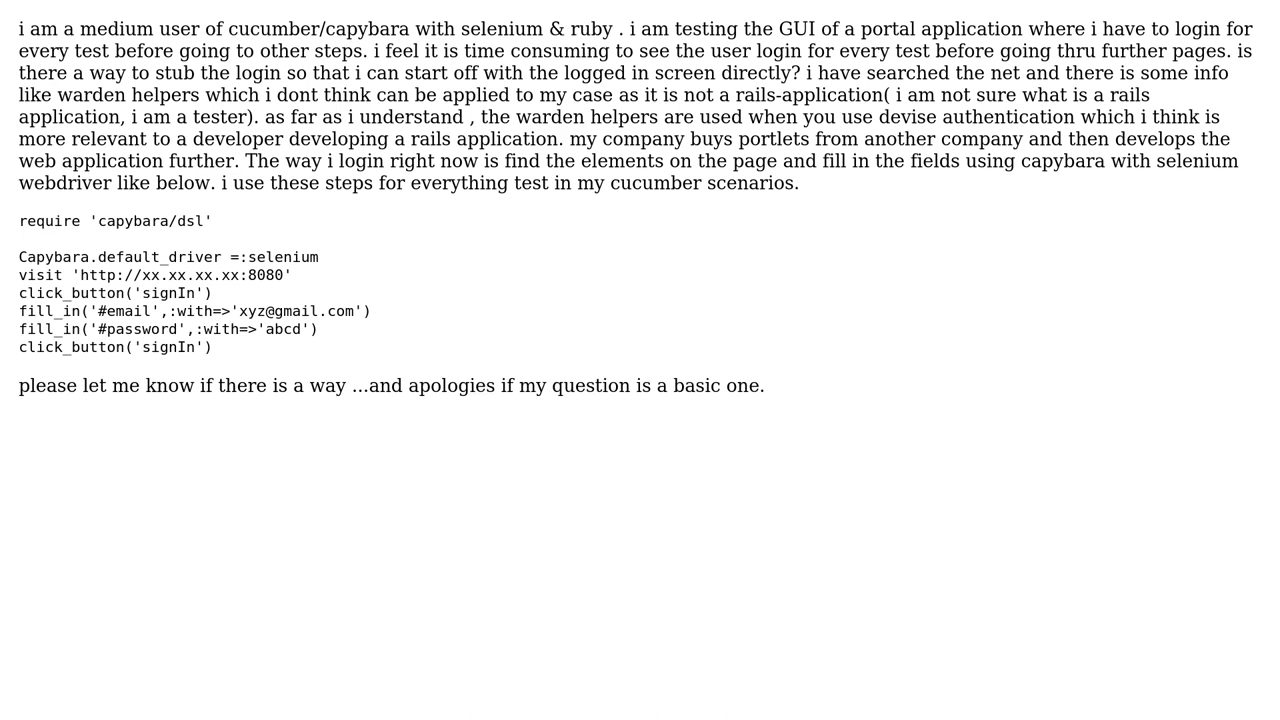 i am a medium user of cucumber/capybara with selenium & ruby . i am testing the GUI of a portal application where i have to login for
every test before going to other steps. i feel it is time consuming to see the user login for every test before going thru further pages. is
there a way to stub the login so that i can start off with the logged in screen directly? i have searched the net and there is some info
like warden helpers which i dont think can be applied to my case as it is not a rails-application( i am not sure what is a rails
application, i am a tester). as far as i understand , the warden helpers are used when you use devise authentication which i think is
more relevant to a developer developing a rails application. my company buys portlets from another company and then develops the
web application further. The way i login right now is find the elements on the page and fill in the fields using capybara with selenium
webdriver like below. i use these steps for everything test in my cucumber scenarios.
require 'capybara/dsl'
Capybara.default_driver =:selenium
visit 'http://xx.xx.xx.xx:8080'
click_button('signIn')
fill_in('#email',:with=>'xyz@gmail.com')
fill_in('#password',:with=>'abcd')
click_button('signIn')
please let me know if there is a way ...and apologies if my question is a basic one.